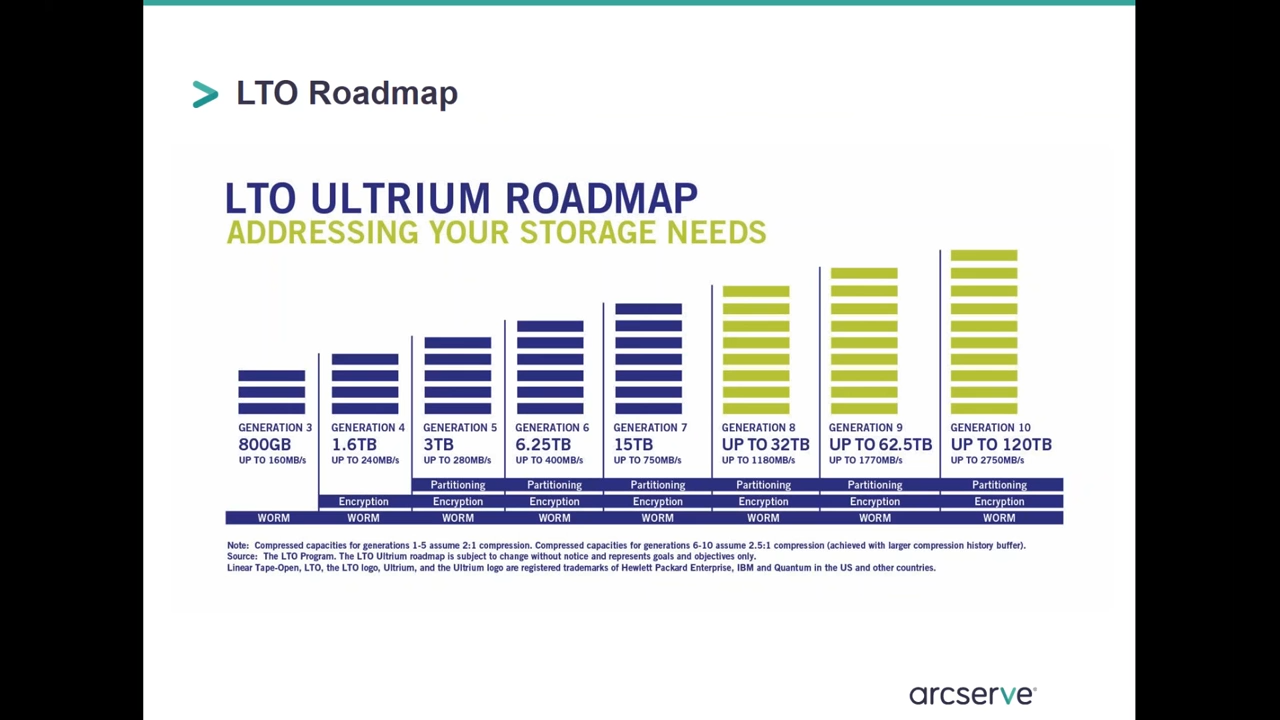 LTO Roadmap
LTO ULTRIUM ROADMAP
ADDRESSING YOUR STORAGE NEEDS
GENERATION 3 GENERATION 4 GENERATION 5 GENERATION 6 GENERATION 7 GENERATION 8 GENERATION 9 GENERATION 10
800GB 1.6TB 3TB 6.25TB 15TB UP TO 32TB UP TO 62.5TB UP TO 120TB
UP TO 160MB/s UP TO 240MB/s UP TO 280MB/s UP TO 400MB/s UP TO 750MB/s UP TO 1180MB/s UP TO 1770MB/s UP TO 2750MB/s
Partitioning Partitioning Partitioning Partitioning Partitioning Partitioning
Encryption Encryption Encryption Encryption Encryption Encryption Encryption
WORM WORM WORM WORM WORM WORM WORM WORM
Note: Compressed capacities for generations 1-5 assume 2:1 compression. Compressed capacities for generations 6-10 assume 2.5:1 compression (achieved with larger compression history buffer).
Source: The LTO Program. The LTO Ultrium roadmap is subject to change without notice and represents goals and objectives only.
Linear Tape-Open, LTO, the LTO logo, Ultrium, and the Ultrium logo are registered trademarks of Hewlett Packard Enterprise, IBM and Quantum in the US and other countries.
arcserve®